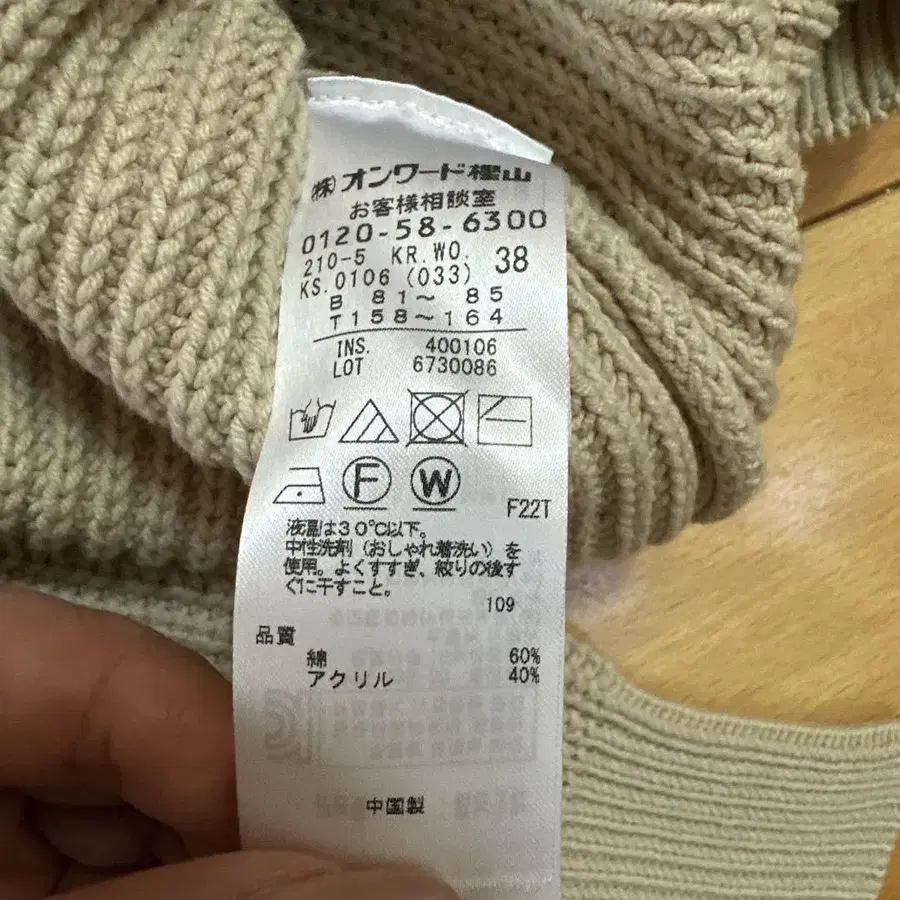 (株)オンワード樫山
お客様相談室
0120-58-6300
210-5 KR.WO. 38
KS.0106 (033)
B 81～ 85
T158～164
INS. 400106
LOT 6730086
F W
F22T
液温は30℃以下。
中性洗剤（おしゃれ着洗い）を
使用。よくすすぎ、絞りの後す
ぐに干すこと。
109
品質
綿 60%
アクリル 40%
中国製